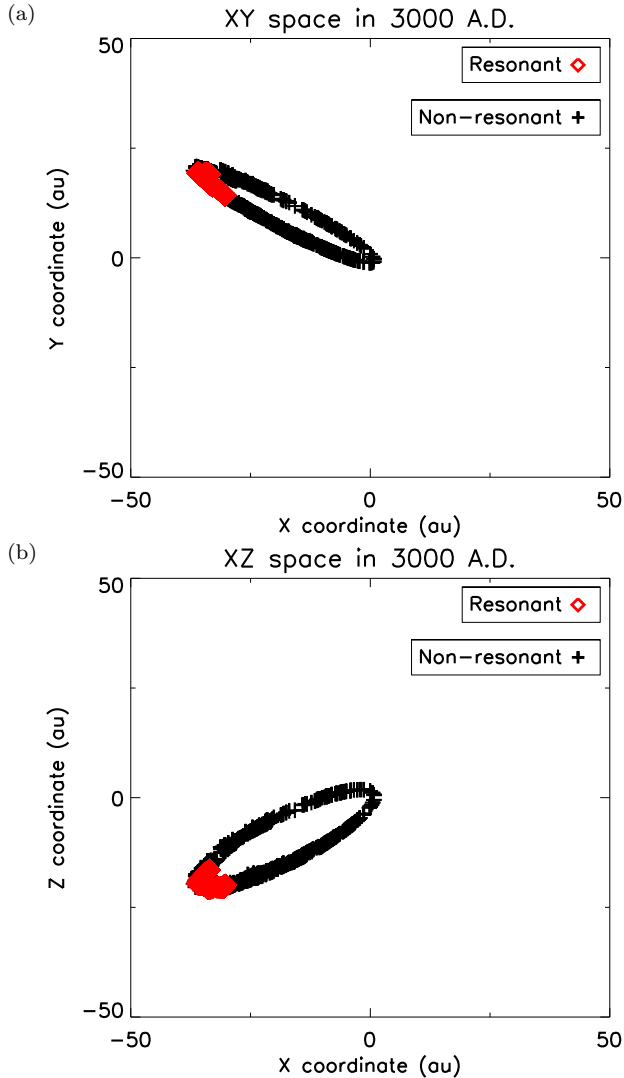 (a)
XY space in 3000 A.D.
50
Resonant
Non-resonant
Y coordinate (au)
0
-50
-50 0 50
X coordinate (au)
(b)
XZ space in 3000 A.D.
50
Resonant
Non-resonant
Z coordinate (au)
0
-50
-50 0 50
X coordinate (au)